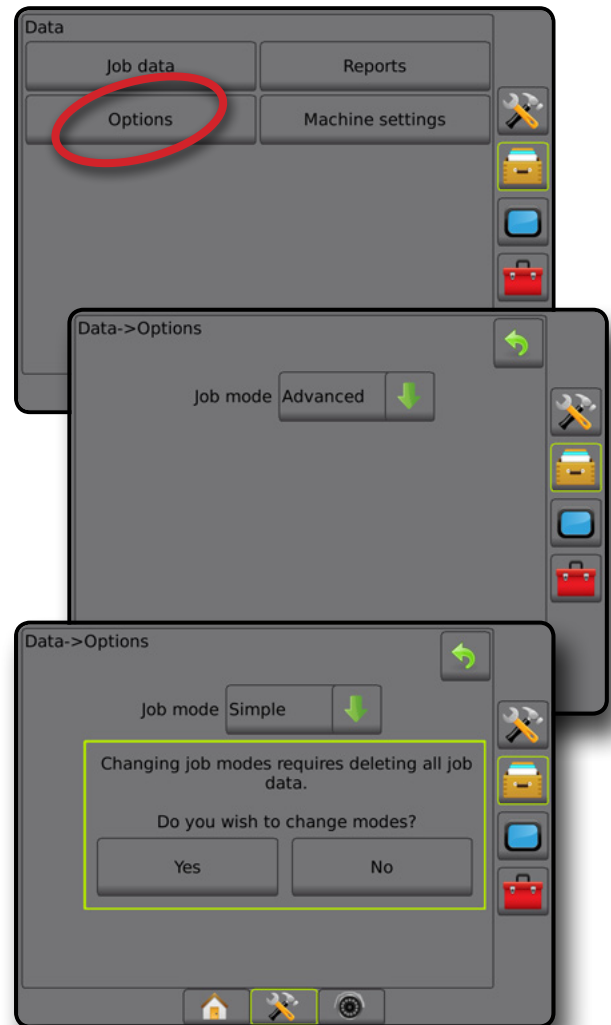 Data
Job data
Reports
Options
Machine settings
Data->Options
Job mode Advanced
Data->Options
Job mode Simple
Changing job modes requires deleting all job
data.
Do you wish to change modes?
Yes
No